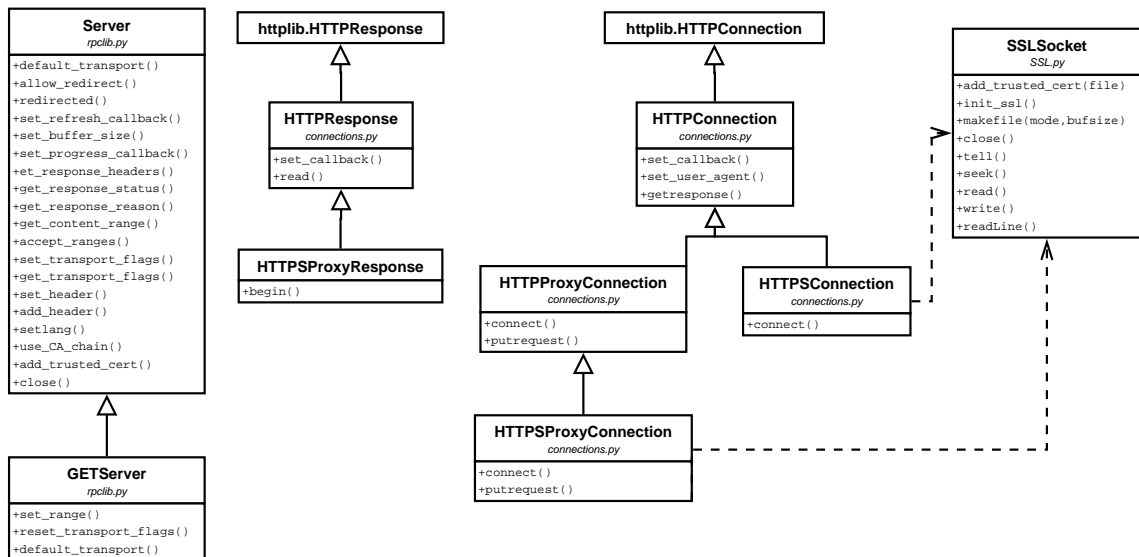 Server
rpclib.py
+default_transport()
+allow_redirect()
+redirected()
+set_refresh_callback()
+set_buffer_size()
+set_progress_callback()
+et_response_headers()
+get_response_status()
+get_response_reason()
+get_content_range()
+accept_ranges()
+set_transport_flags()
+get_transport_flags()
+set_header()
+add_header()
+setlang()
+use_CA_chain()
+add_trusted_cert()
+close()
GETServer
rpclib.py
+set_range()
+reset_transport_flags()
+default_transport()
httplib.HTTPResponse
HTTPResponse
connections.py
+set_callback()
+read()
HTTPSProxyResponse
+begin()
httplib.HTTPConnection
HTTPConnection
connections.py
+set_callback()
+set_user_agent()
+getresponse()
HTTPProxyConnection
connections.py
+connect()
+putrequest()
HTTPSConnection
connections.py
+connect()
HTTPSProxyConnection
connections.py
+connect()
+putrequest()
SSLSocket
SSL.py
+add_trusted_cert(file)
+init_ssl()
+makefile(mode,bufsize)
+close()
+tell()
+seek()
+read()
+write()
+readLine()